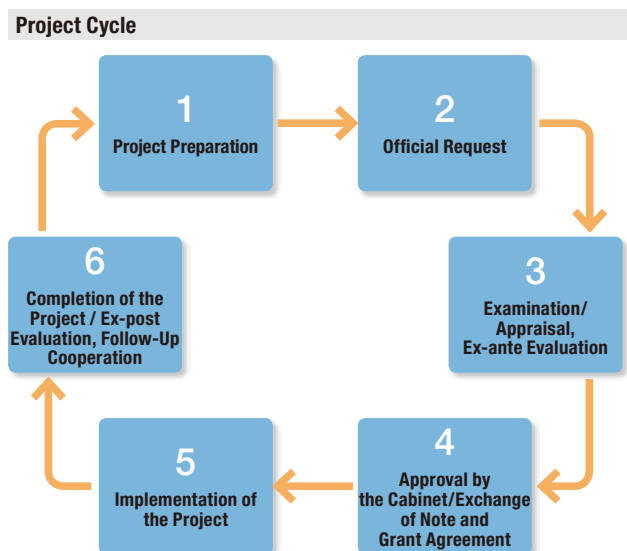 Project Cycle
1
Project Preparation
2
Official Request
3
Examination/
Appraisal,
Ex-ante Evaluation
4
Approval by
the Cabinet/Exchange
of Note and
Grant Agreement
5
Implementation of
the Project
6
Completion of the
Project / Ex-post
Evaluation, Follow-Up
Cooperation